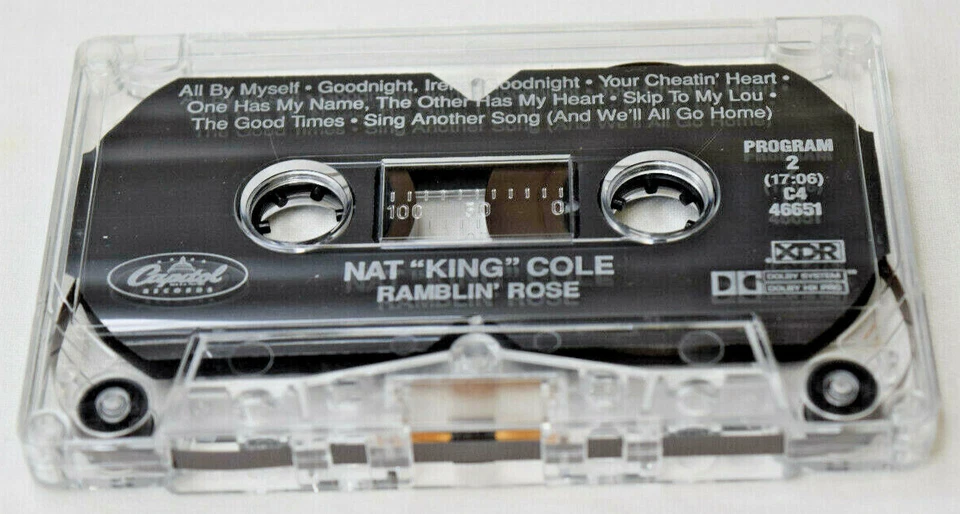 All By Myself • Goodnight, Irene, Goodnight • Your Cheatin' Heart •
One Has My Name, The Other Has My Heart • Skip To My Lou •
The Good Times • Sing Another Song (And We'll All Go Home)
PROGRAM
2
(17:06)
C4
46651
100 50 0
XDR
Capitol
RECORDS
NAT “KING” COLE
RAMBLIN' ROSE
DOLBY SYSTEM
DOLBY HX PRO